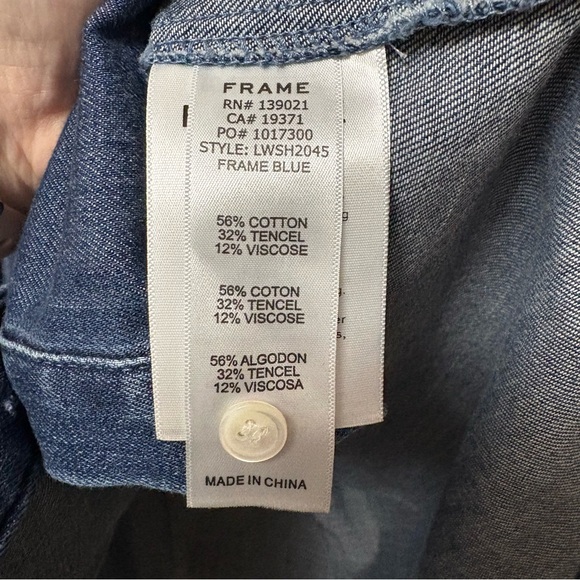 FRAME
RN# 139021
CA# 19371
PO# 1017300
STYLE: LWSH2045
FRAME BLUE
56% COTTON
32% TENCEL
12% VISCOSE
56% COTON
32% TENCEL
12% VISCOSE
56% ALGODON
32% TENCEL
12% VISCOSA
MADE IN CHINA